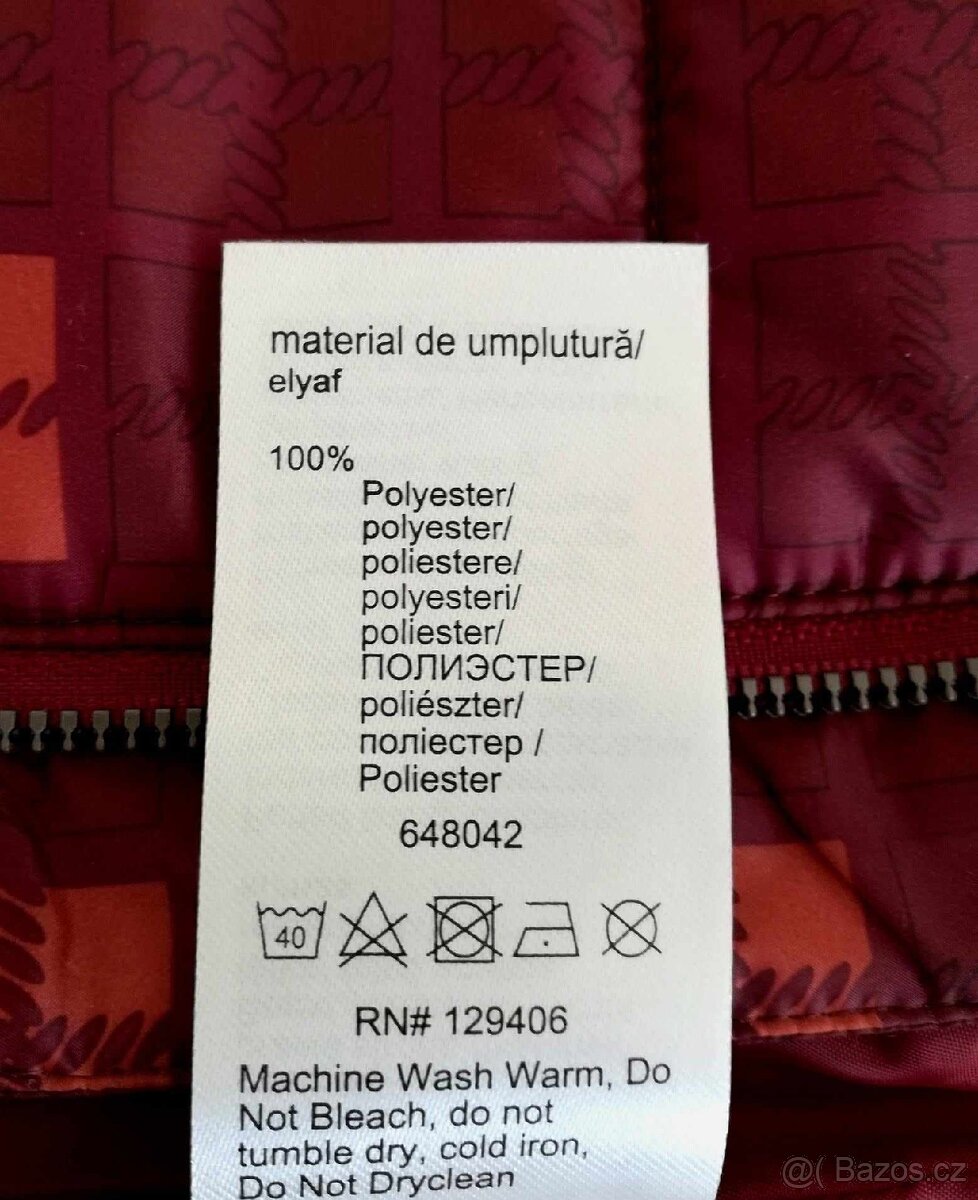 material de umplutură/
elyaf
100%
Polyester/
polyester/
poliestere/
polyesteri/
poliester/
ПОЛИЭСТЕР/
poliészter/
поліестер /
Poliester
648042
40
RN# 129406
Machine Wash Warm, Do
Not Bleach, do not
tumble dry, cold iron,
Do Not Dryclean
@( Bazos.cz